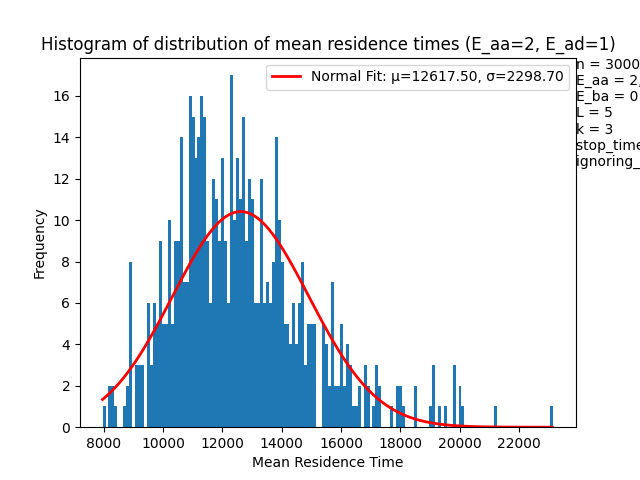 Histogram of distribution of mean residence times (E_aa=2, E_ad=1)
Normal Fit: μ=12617.50, σ=2298.70
n = 3000
E_aa = 2,
E_ba = 0
L = 5
k = 3
stop_time
ignoring_
Frequency
16
14
12
10
8
6
4
2
0
8000 10000 12000 14000 16000 18000 20000 22000
Mean Residence Time